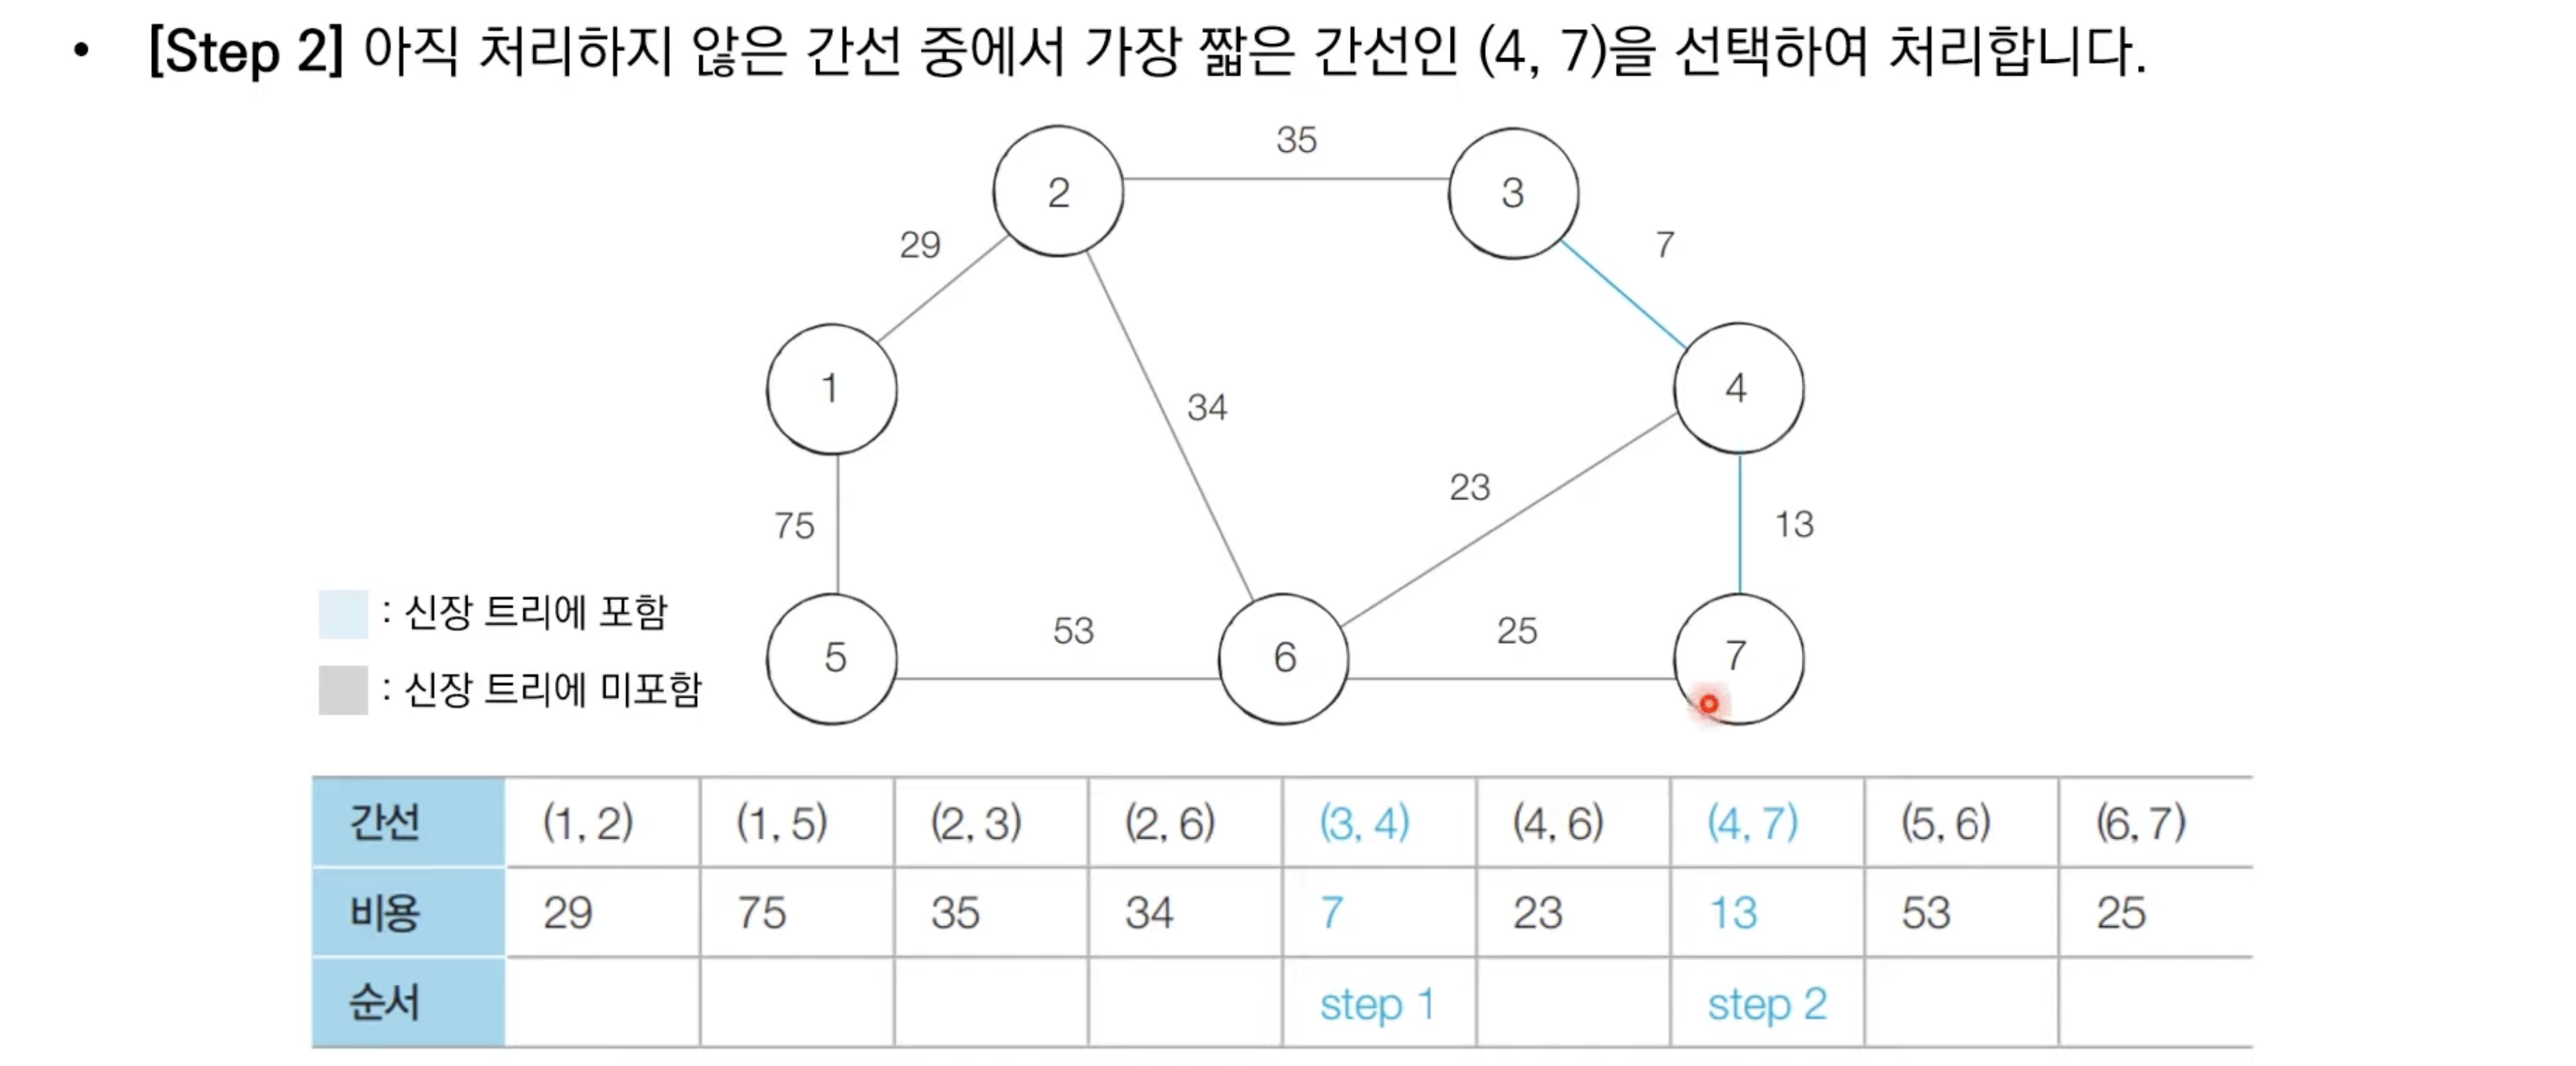 • [Step 2] 아직 처리하지 않은 간선 중에서 가장 짧은 간선인 (4, 7)을 선택하여 처리합니다.
35
2
3
29
7
1
4
34
23
75
13
: 신장 트리에 포함
53
25
5
6
7
: 신장 트리에 미포함
간선 (1, 2) (1, 5) (2, 3) (2, 6) (3, 4) (4, 6) (4, 7) (5, 6) (6, 7)
비용 29 75 35 34 7 23 13 53 25
순서 step 1 step 2